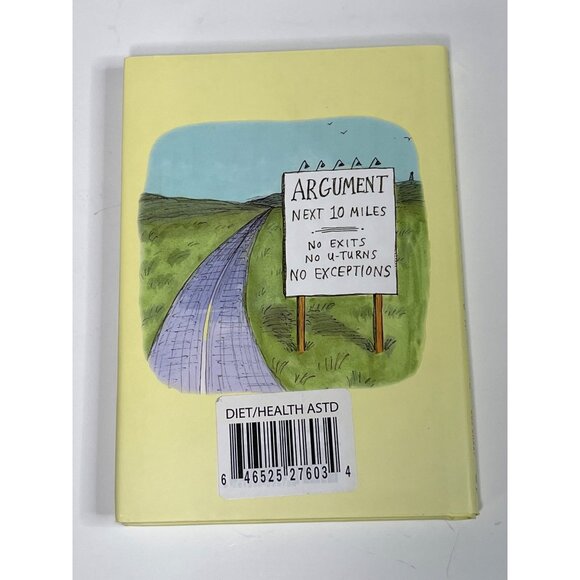 ARGUMENT
NEXT 10 MILES
NO EXITS
NO U-TURNS
NO EXCEPTIONS
DIET/HEALTH ASTD
6 46525 27603 4